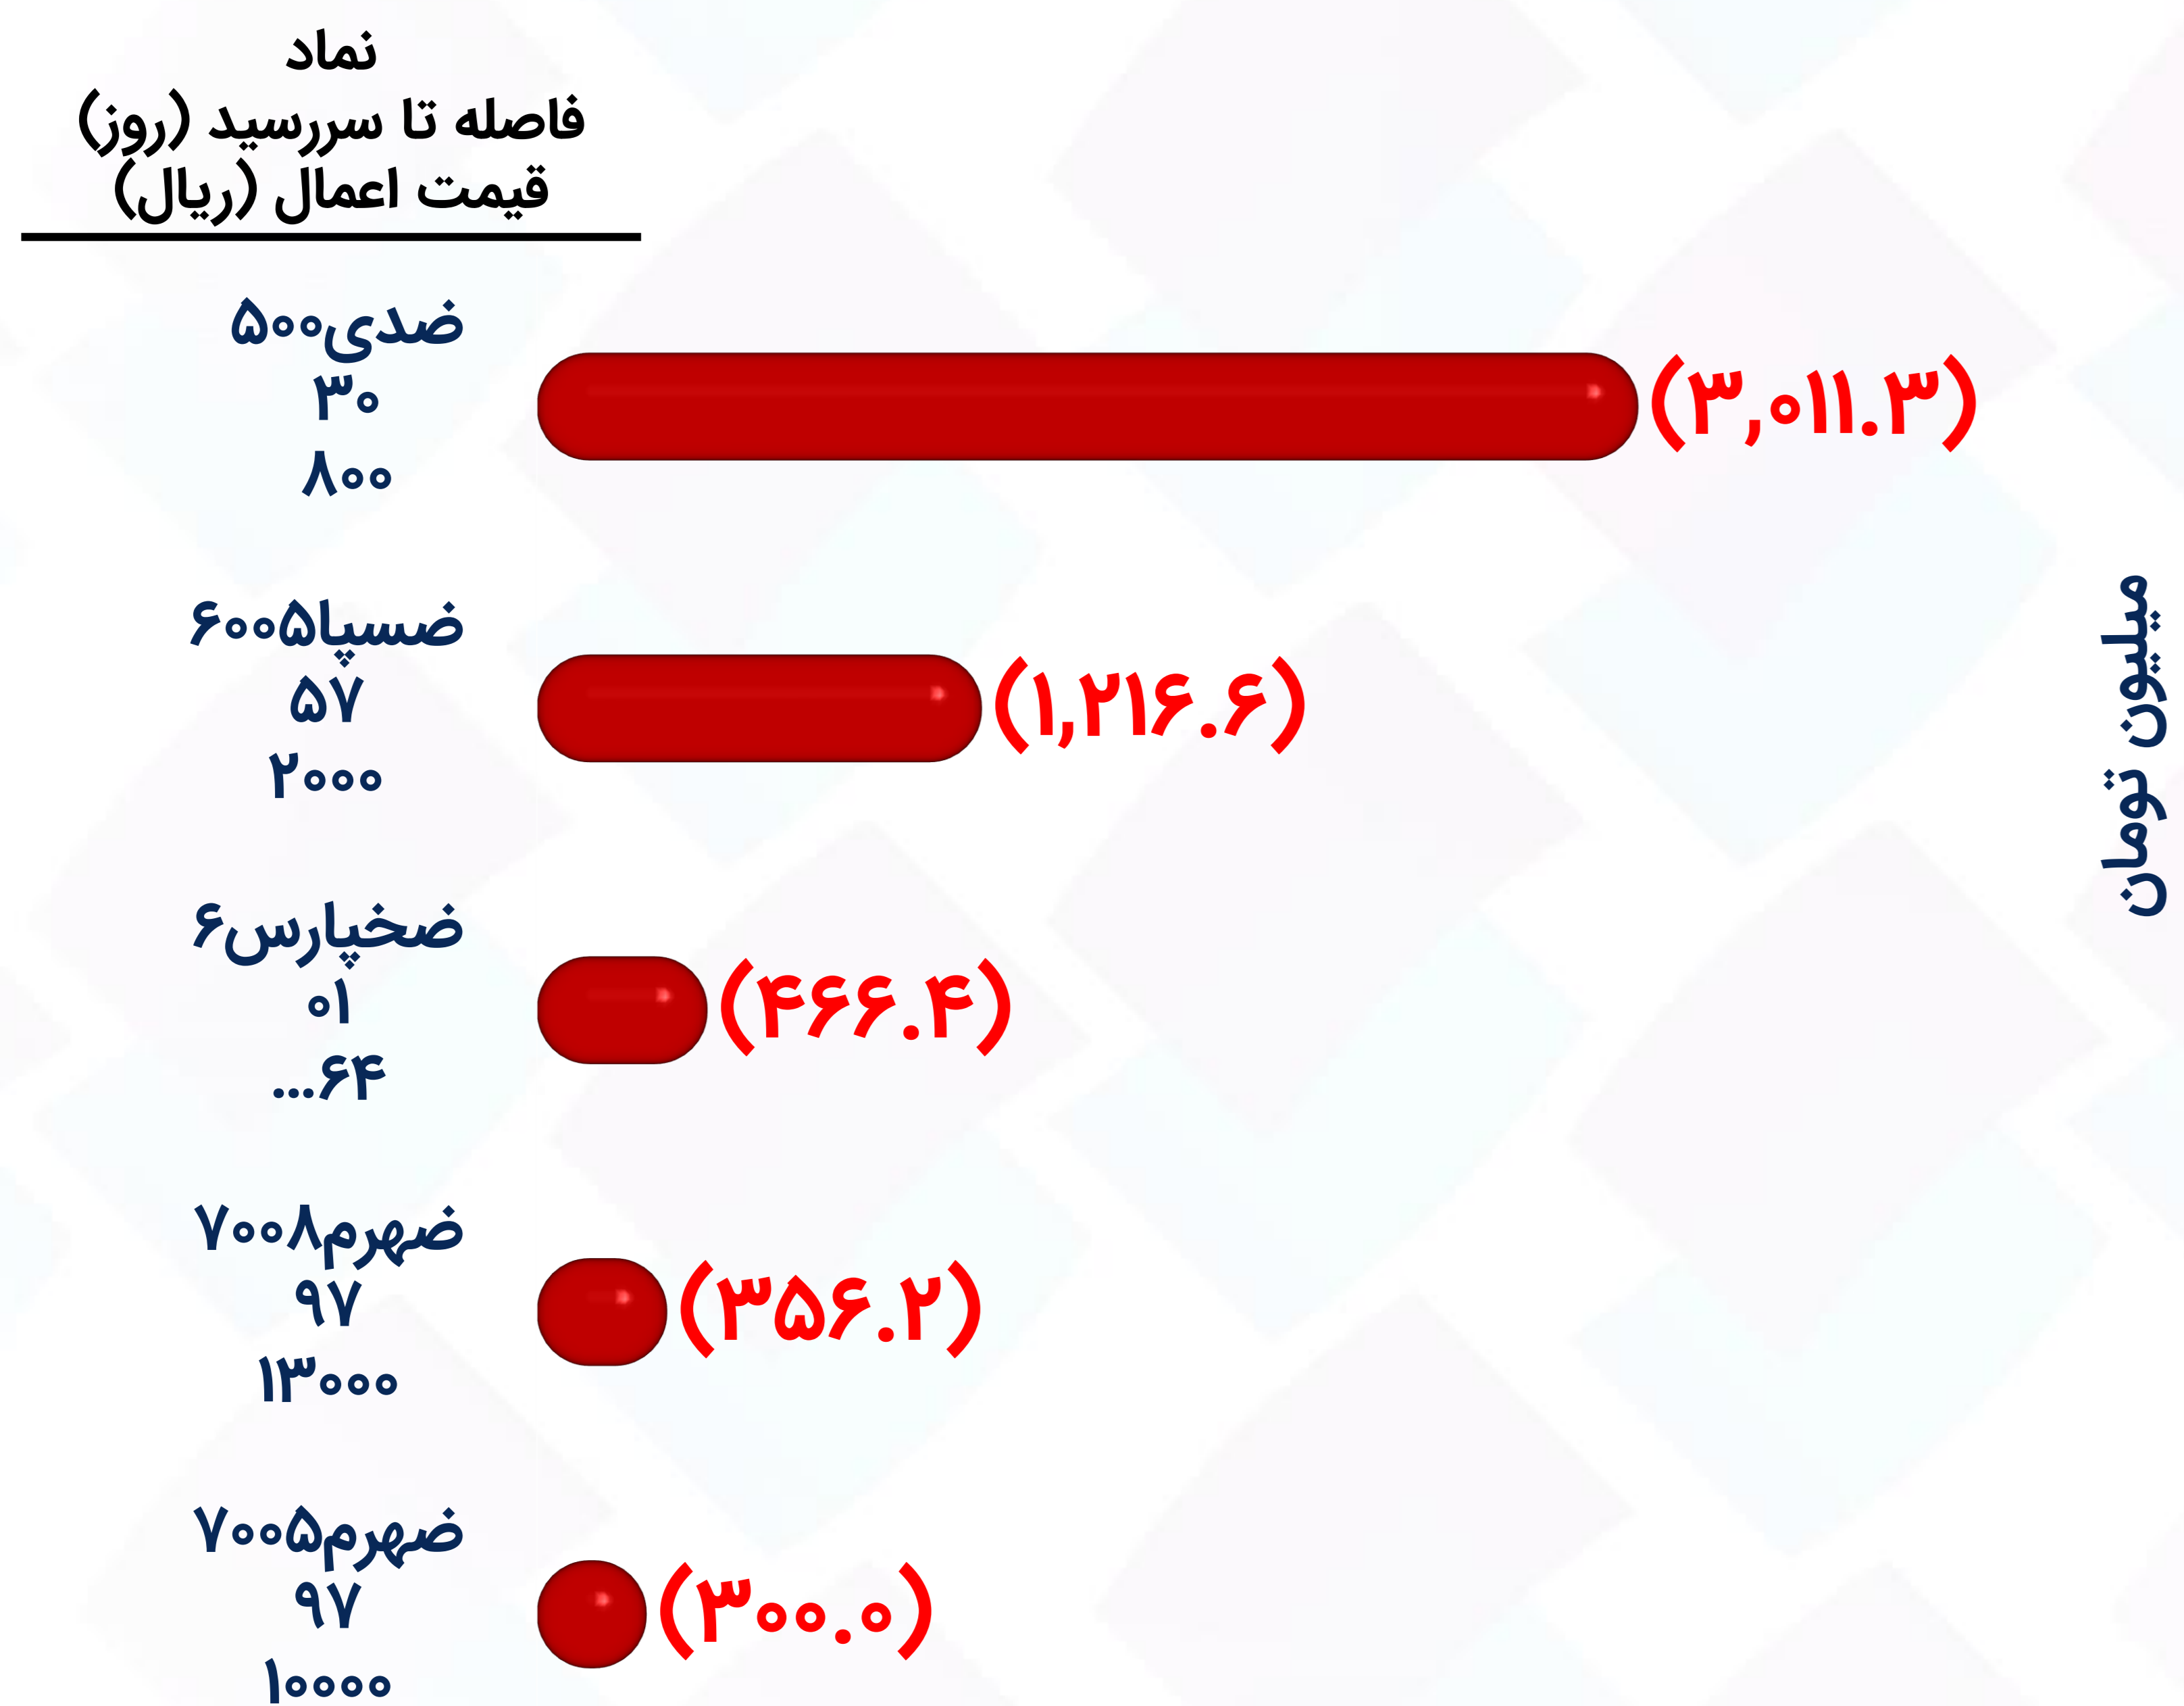 نماد
فاصله تا سررسید (روز)
قیمت اعمال (ریال)
ضدی۵۰۰
۳۰
۸۰۰
(۳,۰۱۱.۳)
ضسپا۶۰۰۵
۵۷
۲۰۰۰
(۱,۲۱۶.۶)
ضخپارس۶
۰۱
۶۴...
(۴۶۶.۴)
ضهرم۷۰۰۸
۹۷
۱۳۰۰۰
(۳۵۶.۲)
ضهرم۷۰۰۵
۹۷
۱۰۰۰۰
(۳۰۰.۰)
میلیون تومان